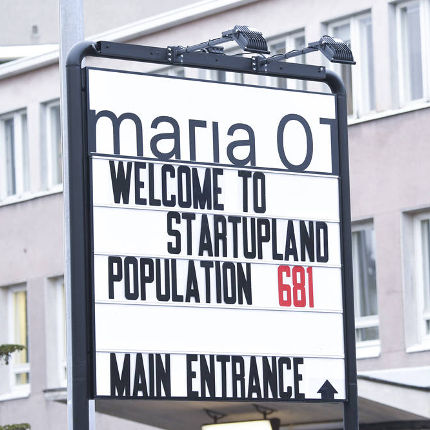 maria 01
WELCOME TO
STARTUPLAND
POPULATION 681
MAIN ENTRANCE